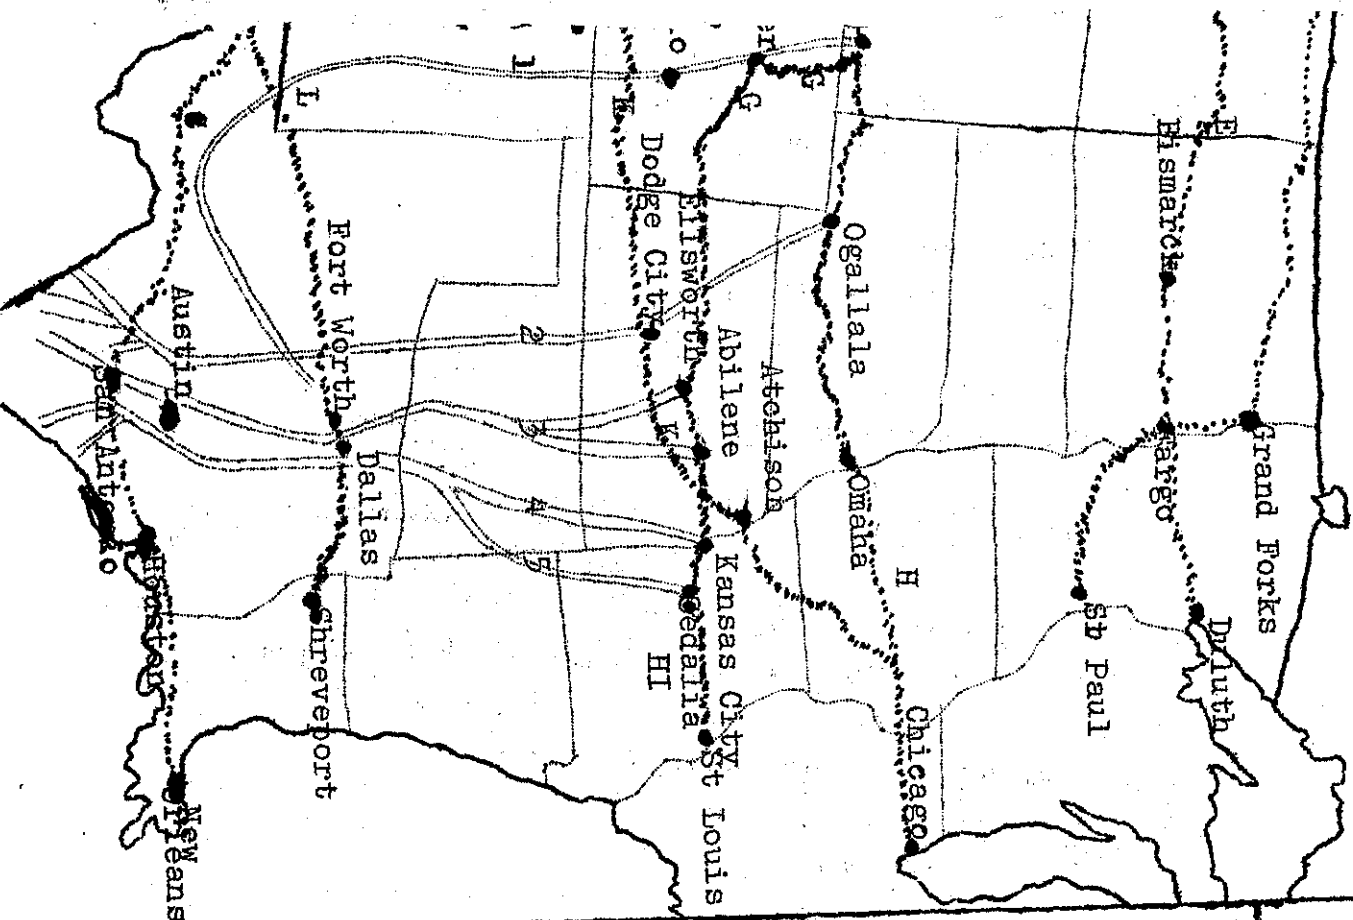 Grand Forks
E
Duluth
Bismarck
Fargo
St Paul
H
Chicago
Ogallala
Omaha
G
er
G
Atchison
Abilene
Kansas City
St Louis
Ellsworth
Sedalia
o
K
Dodge City
K
HI
1
2
3
4
5
Dallas
Fort Worth
Shreveport
L
Austin
New
Orleans
Houston
San Antonio